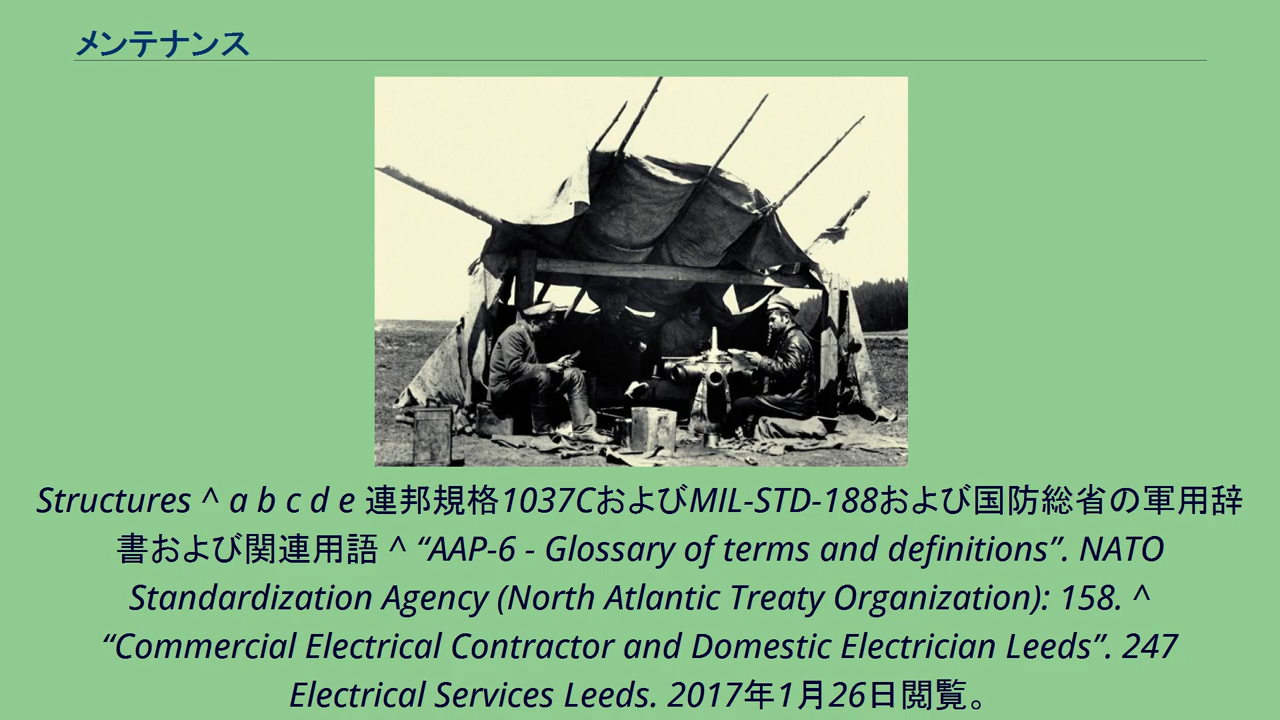 メンテナンス
Structures ^ a b c d e 連邦規格1037CおよびMIL-STD-188および国防総省の軍用辞
書および関連用語 ^ “AAP-6 - Glossary of terms and definitions”. NATO
Standardization Agency (North Atlantic Treaty Organization): 158. ^
“Commercial Electrical Contractor and Domestic Electrician Leeds”. 247
Electrical Services Leeds. 2017年1月26日閲覧。